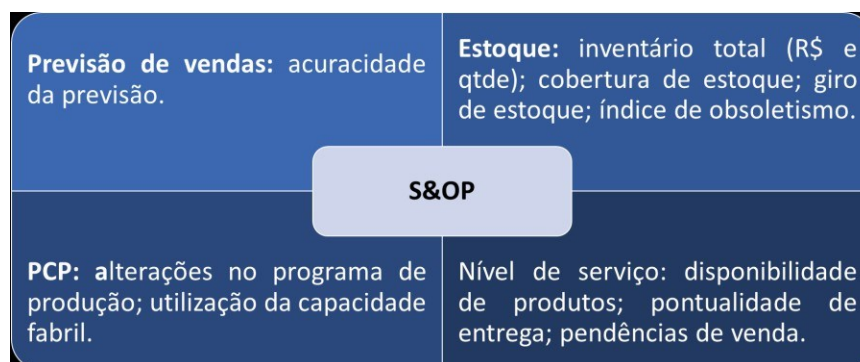 Previsão de vendas: acuracidade
da previsão.
Estoque: inventário total (R$ e
qtde); cobertura de estoque; giro
de estoque; índice de obsoletismo.
S&OP
PCP: alterações no programa de
produção; utilização da capacidade
fabril.
Nível de serviço: disponibilidade
de produtos; pontualidade de
entrega; pendências de venda.